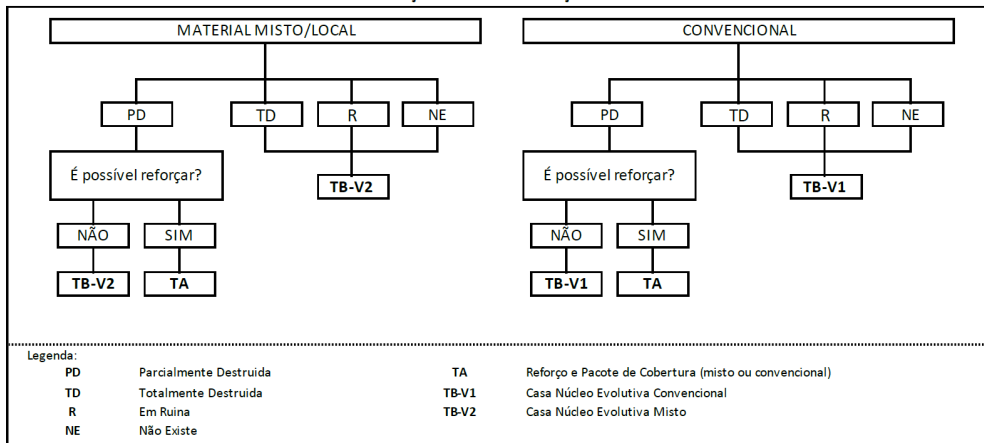 MATERIAL MISTO/LOCAL
PD
TD
R
NE
É possível reforçar?
TB-V2
NÃO
SIM
TB-V2
TA
CONVENCIONAL
PD
TD
R
NE
É possível reforçar?
TB-V1
NÃO
SIM
TB-V1
TA
Legenda:
PD Parcialmente Destruida
TD Totalmente Destruida
R Em Ruina
NE Não Existe
TA Reforço e Pacote de Cobertura (misto ou convencional)
TB-V1 Casa Núcleo Evolutiva Convencional
TB-V2 Casa Núcleo Evolutiva Misto